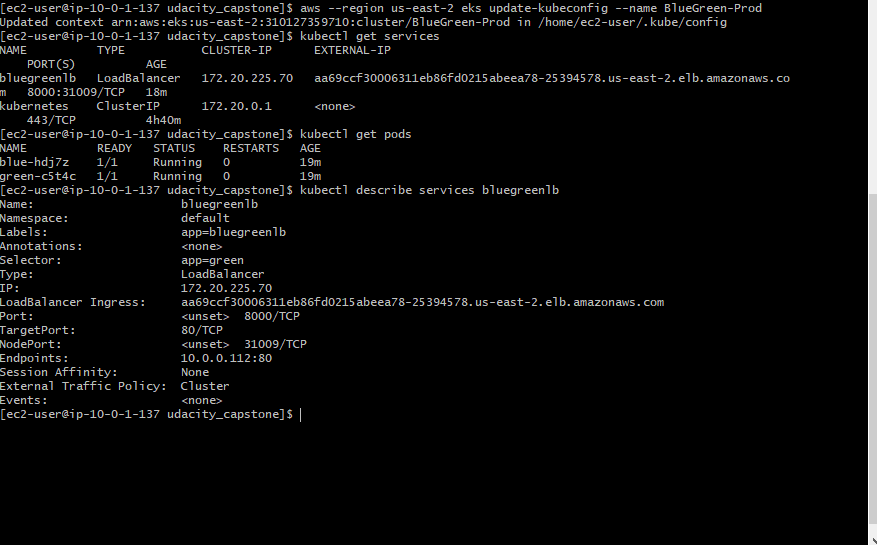 [ec2-user@ip-10-0-1-137 udacity_capstone]$ aws --region us-east-2 eks update-kubeconfig --name BlueGreen-Prod
Updated context arn:aws:eks:us-east-2:310127359710:cluster/BlueGreen-Prod in /home/ec2-user/.kube/config
[ec2-user@ip-10-0-1-137 udacity_capstone]$ kubectl get services
NAME          TYPE           CLUSTER-IP      EXTERNAL-IP
    PORT(S)          AGE
bluegreenlb   LoadBalancer   172.20.225.70   aa69ccf30006311eb86fd0215abeea78-25394578.us-east-2.elb.amazonaws.co
m   8000:31009/TCP   18m
kubernetes    ClusterIP      172.20.0.1      <none>
    443/TCP          4h40m
[ec2-user@ip-10-0-1-137 udacity_capstone]$ kubectl get pods
NAME          READY   STATUS    RESTARTS   AGE
blue-hdj7z    1/1     Running   0          19m
green-c5t4c   1/1     Running   0          19m
[ec2-user@ip-10-0-1-137 udacity_capstone]$ kubectl describe services bluegreenlb
Name:                     bluegreenlb
Namespace:                default
Labels:                   app=bluegreenlb
Annotations:              <none>
Selector:                 app=green
Type:                     LoadBalancer
IP:                       172.20.225.70
LoadBalancer Ingress:     aa69ccf30006311eb86fd0215abeea78-25394578.us-east-2.elb.amazonaws.com
Port:                     <unset>  8000/TCP
TargetPort:               80/TCP
NodePort:                 <unset>  31009/TCP
Endpoints:                10.0.0.112:80
Session Affinity:         None
External Traffic Policy:  Cluster
Events:                   <none>
[ec2-user@ip-10-0-1-137 udacity_capstone]$